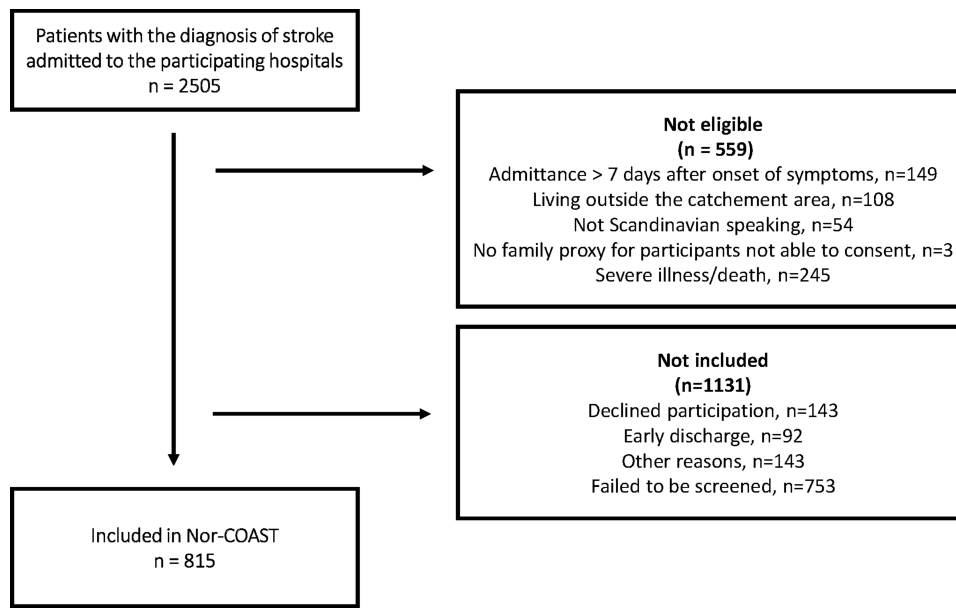 Patients with the diagnosis of stroke
admitted to the participating hospitals
n = 2505
Not eligible
(n = 559)
Admittance > 7 days after onset of symptoms, n=149
Living outside the catchement area, n=108
Not Scandinavian speaking, n=54
No family proxy for participants not able to consent, n=3
Severe illness/death, n=245
Not included
(n=1131)
Declined participation, n=143
Early discharge, n=92
Other reasons, n=143
Failed to be screened, n=753
Included in Nor-COAST
n = 815